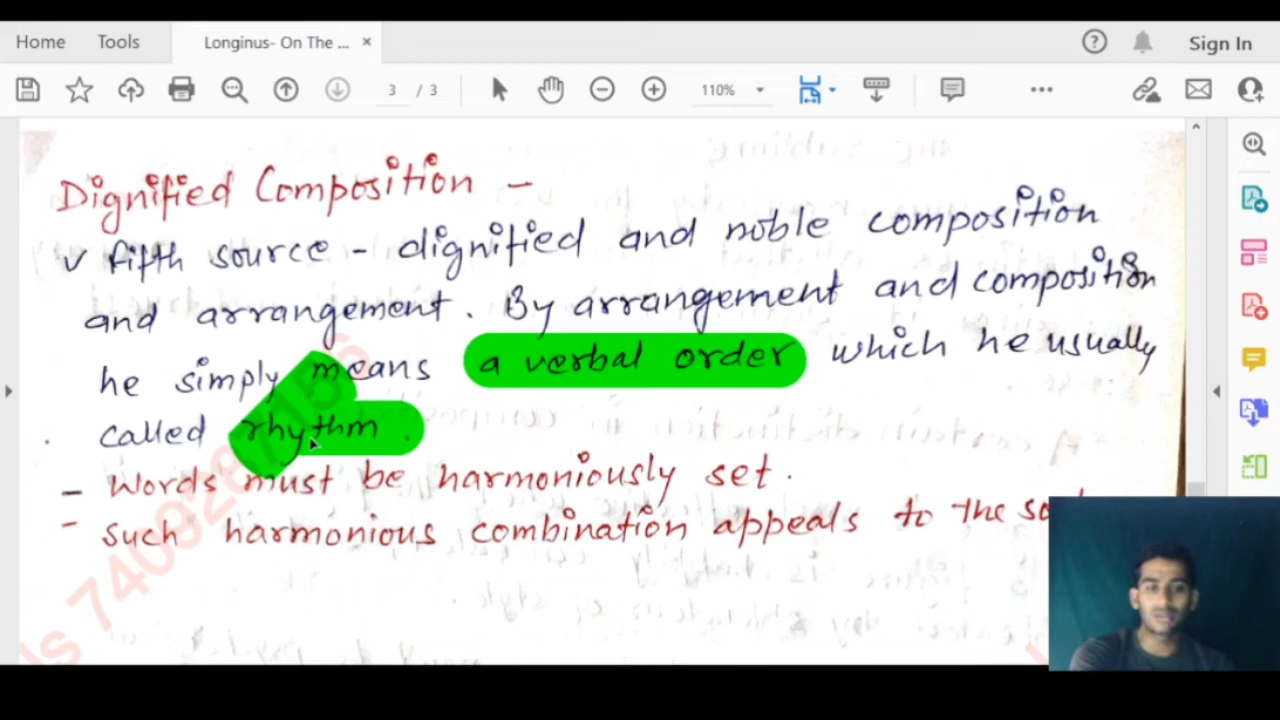 Home Tools Longinus- On The ... × Sign In
3 / 3 110%
Dignified Composition -
✓ Fifth source - dignified and noble composition
and arrangement. By arrangement and composition
he simply means a verbal order which he usually
called rhythm.
- Words must be harmoniously set.
- Such harmonious combination appeals to the